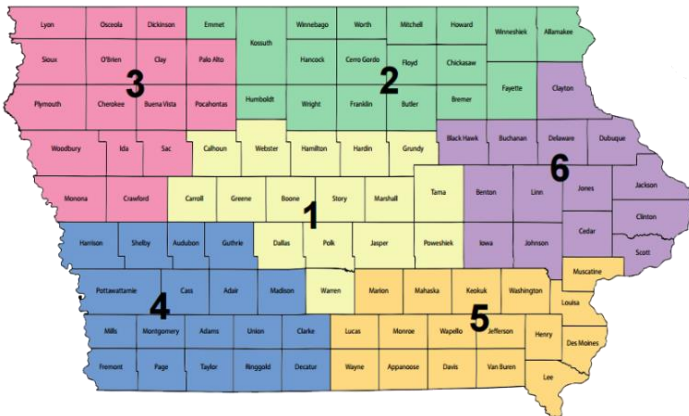 Lyon Osceola Dickinson Emmet Winnebago Worth Mitchell Howard Winneshiek Allamakee
Kossuth
Sioux O'Brien Clay Palo Alto Hancock Cerro Gordo Floyd Chickasaw
3 2
Plymouth Cherokee Buena Vista Pocahontas Humboldt Wright Franklin Butler Bremer Fayette Clayton
Woodbury Ida Sac Calhoun Webster Hamilton Hardin Grundy Black Hawk Buchanan Delaware Dubuque
6
Monona Crawford Carroll Greene Boone Story Marshall Tama Benton Linn Jones Jackson
1
Clinton
Harrison Shelby Audubon Guthrie Dallas Polk Jasper Poweshiek Iowa Johnson Cedar
Scott
Muscatine
Pottawattamie Cass Adair Madison Warren Marion Mahaska Keokuk Washington Louisa
4 5
Mills Montgomery Adams Union Clarke Lucas Monroe Wapello Jefferson Henry Des Moines
Fremont Page Taylor Ringgold Decatur Wayne Appanoose Davis Van Buren Lee